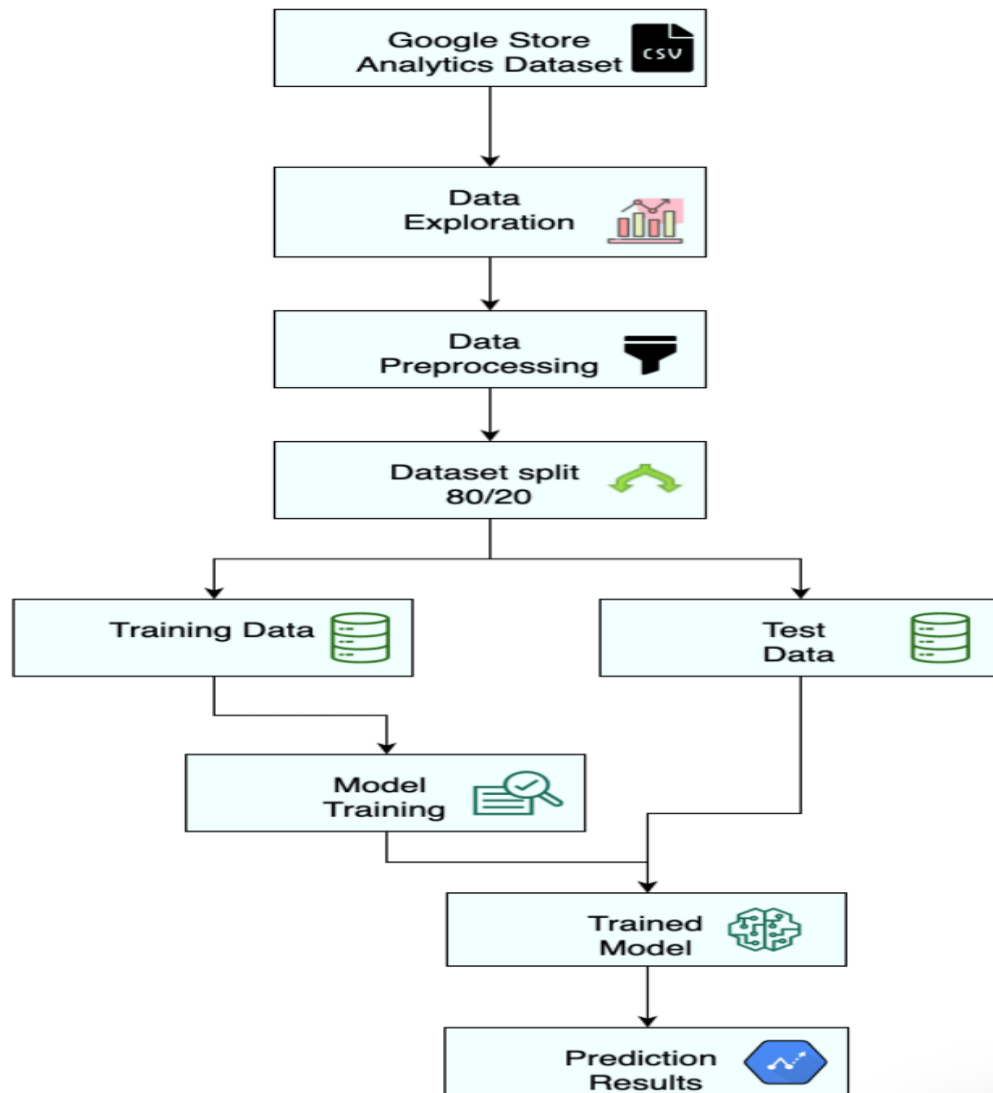 Google Store
Analytics Dataset
CSV
Data
Exploration
Data
Preprocessing
Dataset split
80/20
Training Data
Test
Data
Model
Training
Trained
Model
Prediction
Results